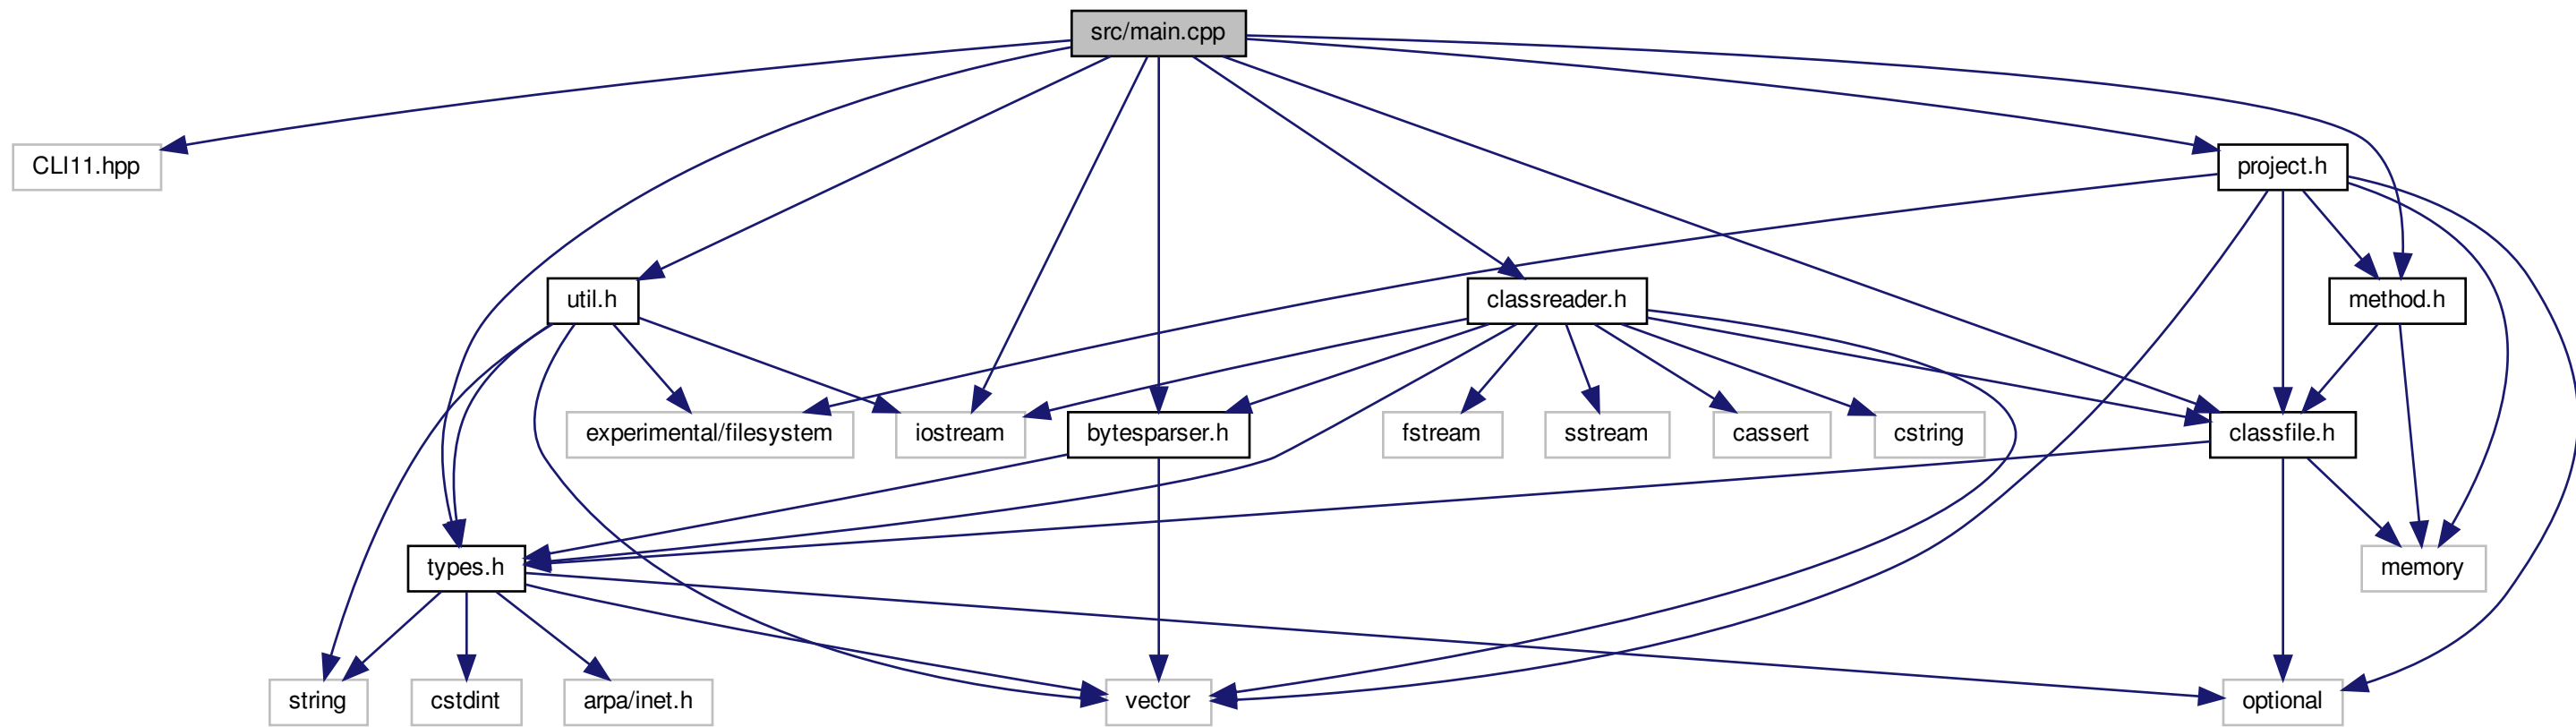 src/main.cpp
CLI11.hpp
project.h
util.h
classreader.h
method.h
experimental/filesystem
iostream
bytesparser.h
fstream
sstream
cassert
cstring
classfile.h
types.h
memory
string
cstdint
arpa/inet.h
vector
optional